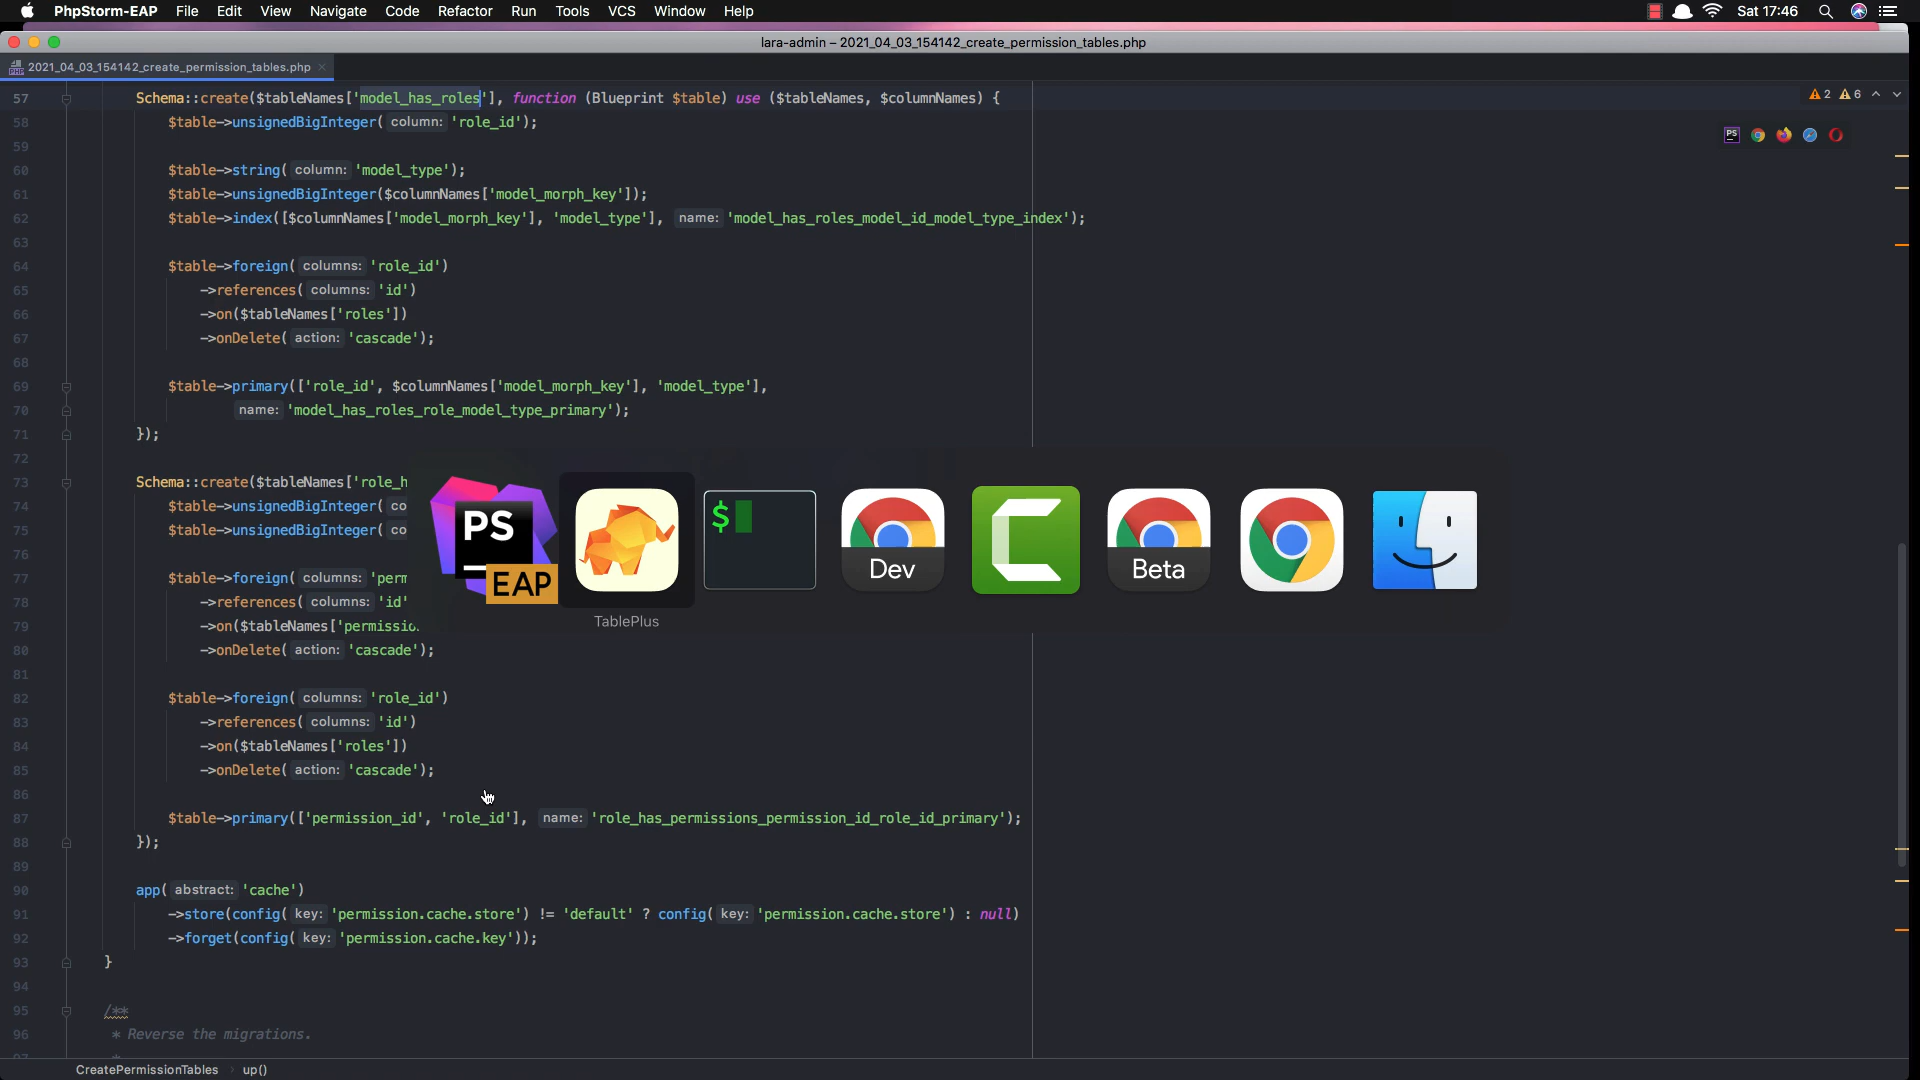 PhpStorm-EAP File Edit View Navigate Code Refactor Run Tools VCS Window Help Sat 17:46
lara-admin – 2021_04_03_154142_create_permission_tables.php
2021_04_03_154142_create_permission_tables.php
57 Schema::create($tableNames['model_has_roles'], function (Blueprint $table) use ($tableNames, $columnNames) { 2 6
58 $table->unsignedBigInteger( column: 'role_id');
59
60 $table->string( column: 'model_type');
61 $table->unsignedBigInteger($columnNames['model_morph_key']);
62 $table->index([$columnNames['model_morph_key'], 'model_type'], name: 'model_has_roles_model_id_model_type_index');
63
64 $table->foreign( columns: 'role_id')
65 ->references( columns: 'id')
66 ->on($tableNames['roles'])
67 ->onDelete( action: 'cascade');
68
69 $table->primary(['role_id', $columnNames['model_morph_key'], 'model_type'],
70 name: 'model_has_roles_role_model_type_primary');
71 });
72
73 Schema::create($tableNames['role_h
74 $table->unsignedBigInteger( co
75 $table->unsignedBigInteger( co
76
77 $table->foreign( columns: 'perm
78 ->references( columns: 'id'
79 ->on($tableNames['permissio
80 ->onDelete( action: 'cascade');
81
82 $table->foreign( columns: 'role_id')
83 ->references( columns: 'id')
84 ->on($tableNames['roles'])
85 ->onDelete( action: 'cascade');
86
87 $table->primary(['permission_id', 'role_id'], name: 'role_has_permissions_permission_id_role_id_primary');
88 });
89
90 app( abstract: 'cache')
91 ->store(config( key: 'permission.cache.store') != 'default' ? config( key: 'permission.cache.store') : null)
92 ->forget(config( key: 'permission.cache.key'));
93 }
94
95 /**
96 * Reverse the migrations.
PS EAP
$
Dev
Beta
TablePlus
CreatePermissionTables up()